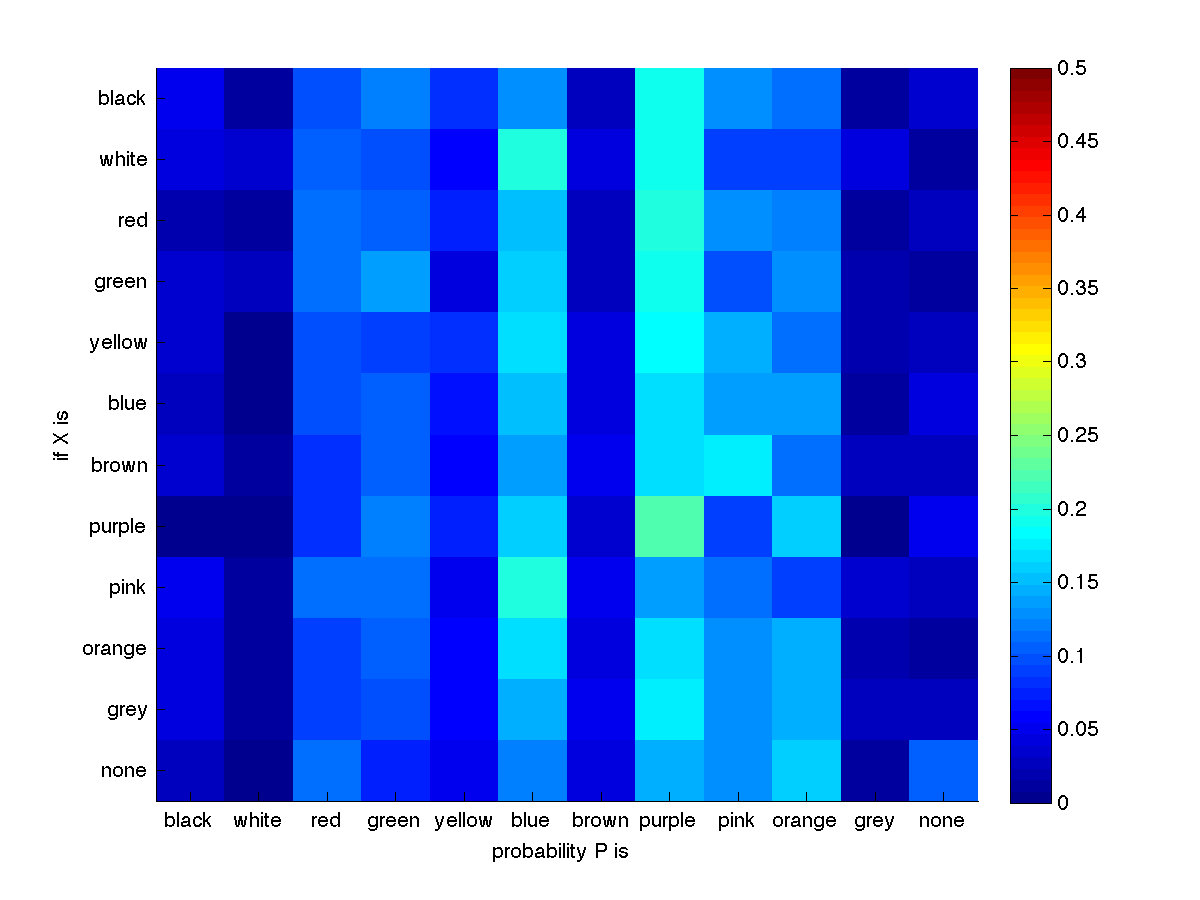 black
white
red
green
yellow
blue
brown
purple
pink
orange
grey
none
if X is
black white red green yellow blue brown purple pink orange grey none
probability P is
0.5
0.45
0.4
0.35
0.3
0.25
0.2
0.15
0.1
0.05
0